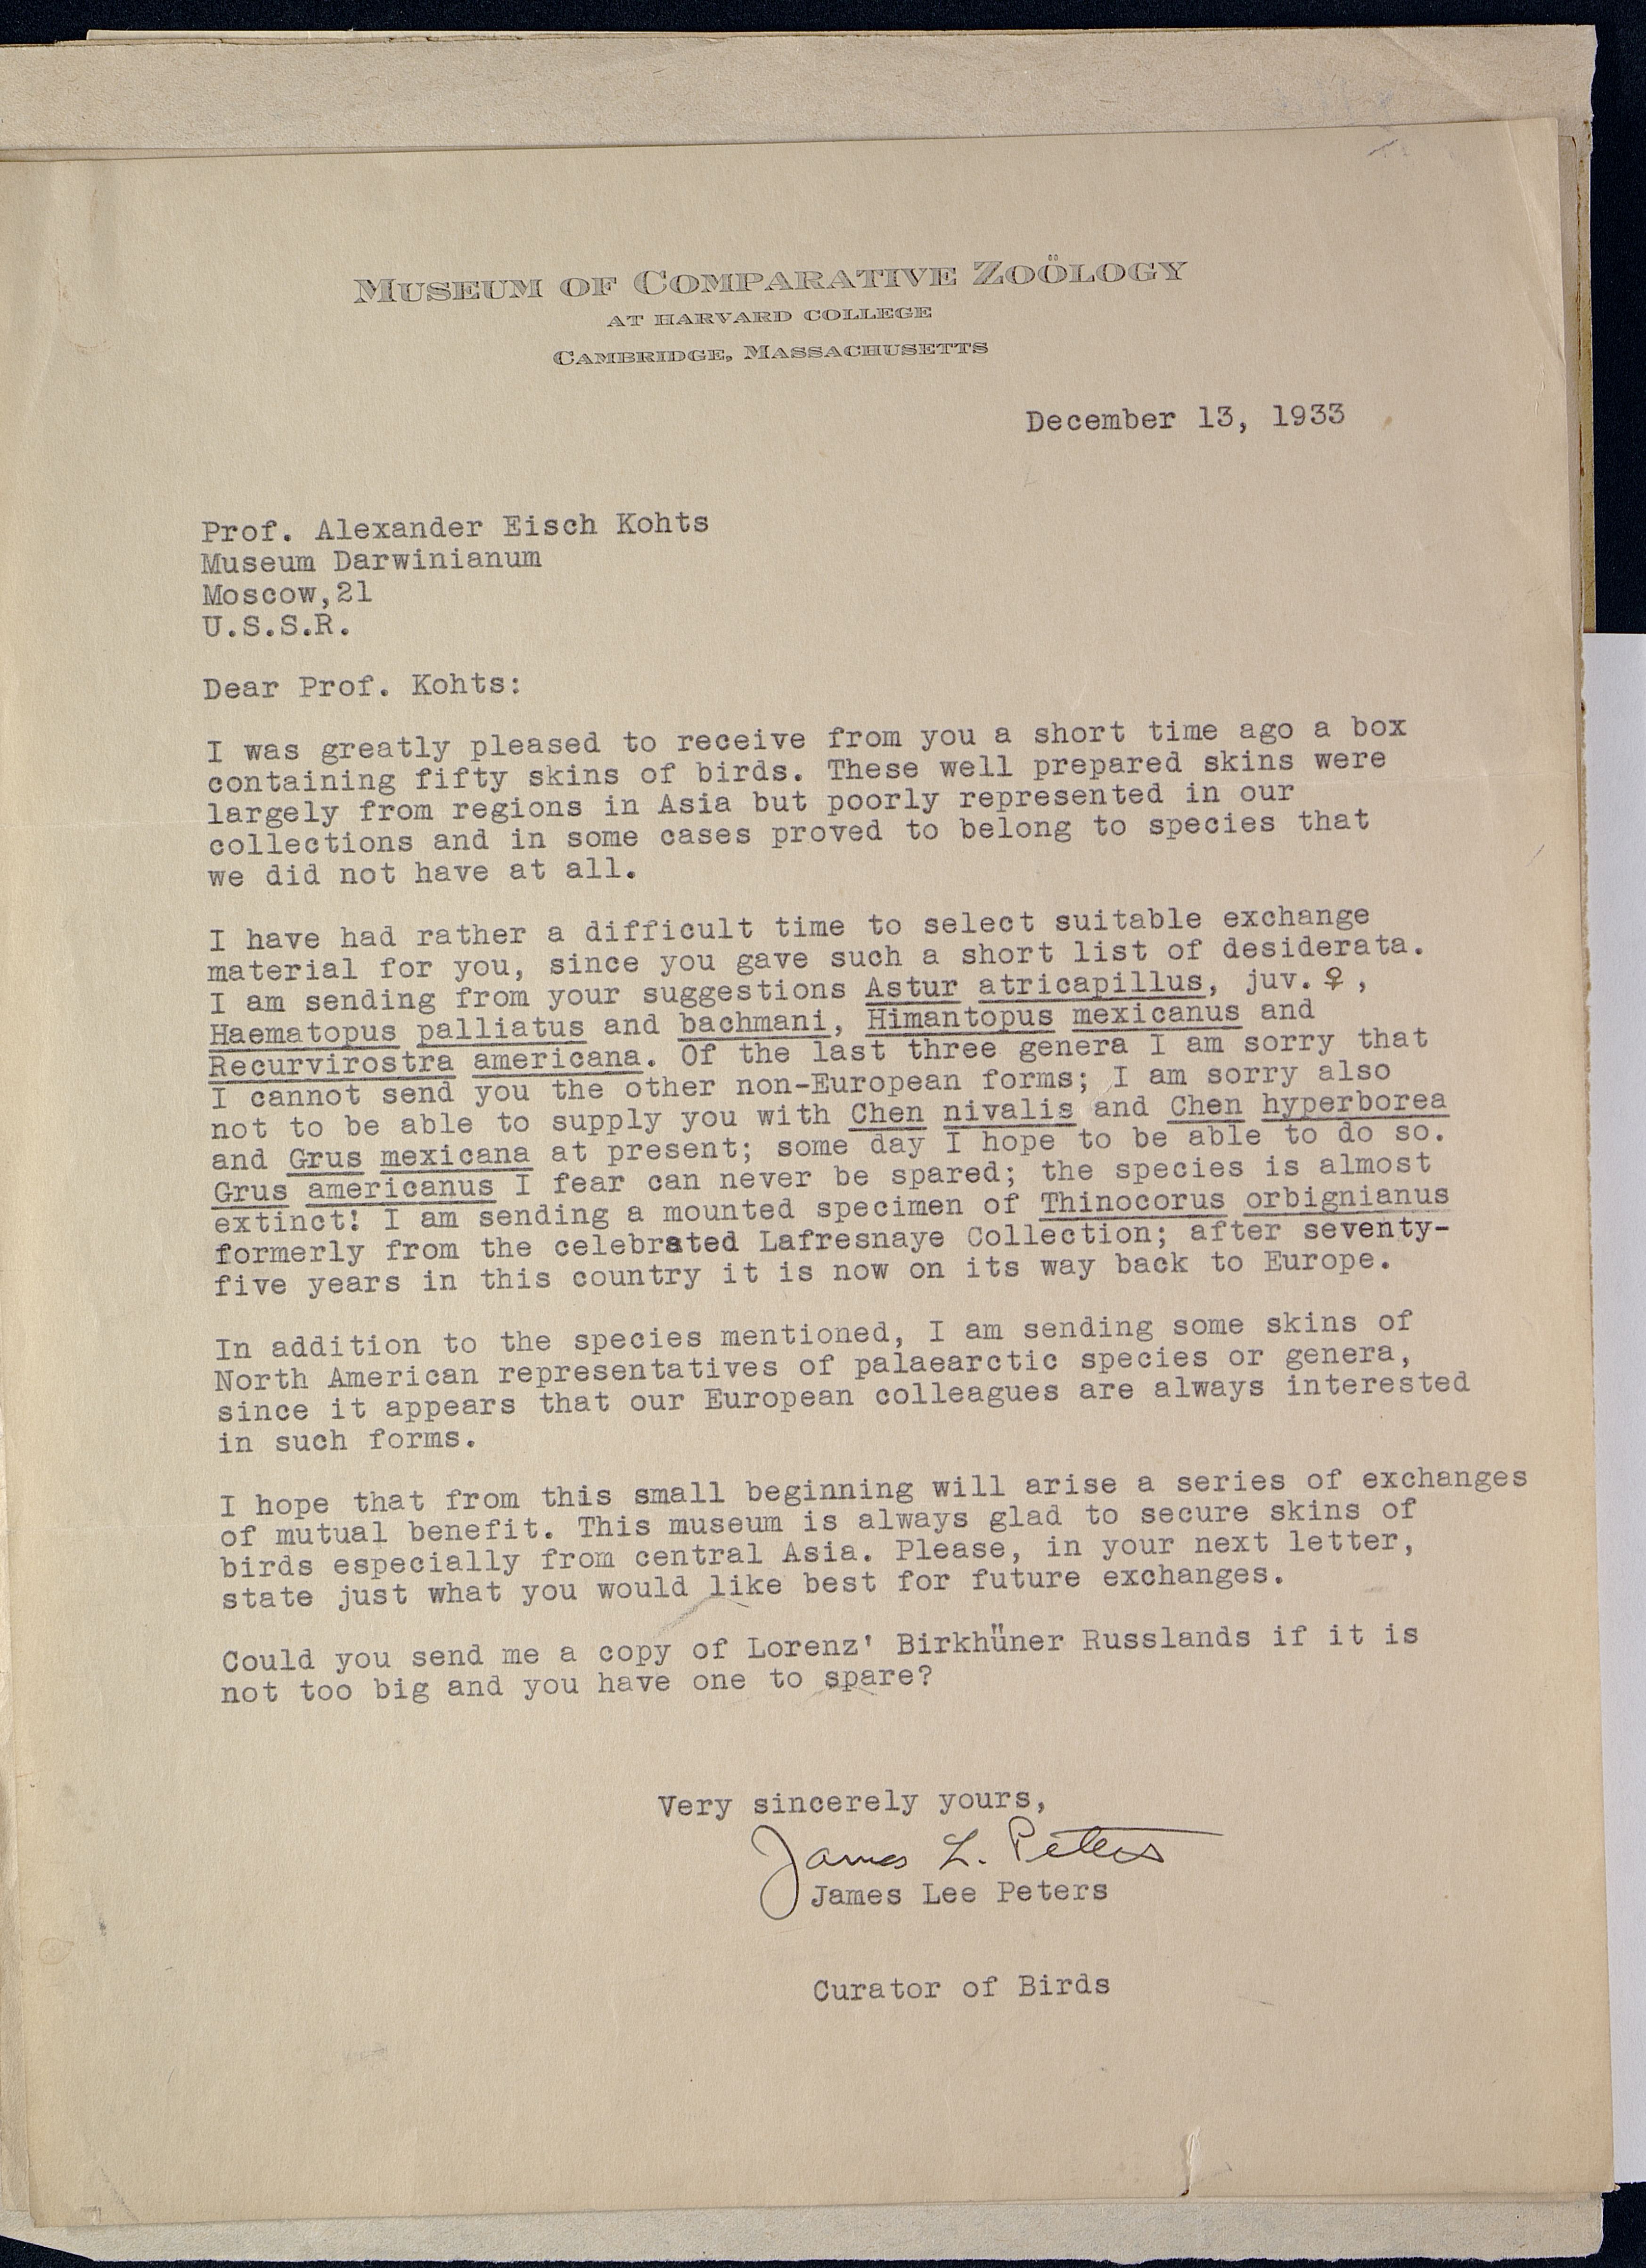 MUSEUM OF COMPARATIVE ZOÖLOGY
AT HARVARD COLLEGE
CAMBRIDGE, MASSACHUSETTS
December 13, 1933
Prof. Alexander Eisch Kohts
Museum Darwinianum
Moscow,21
U.S.S.R.
Dear Prof. Kohts:
I was greatly pleased to receive from you a short time ago a box
containing fifty skins of birds. These well prepared skins were
largely from regions in Asia but poorly represented in our
collections and in some cases proved to belong to species that
we did not have at all.
I have had rather a difficult time to select suitable exchange
material for you, since you gave such a short list of desiderata.
I am sending from your suggestions Astur atricapillus, juv. ♀ ,
Haematopus palliatus and bachmani, Himantopus mexicanus and
Recurvirostra americana. Of the last three genera I am sorry that
I cannot send you the other non-European forms; I am sorry also
not to be able to supply you with Chen nivalis and Chen hyperborea
and Grus mexicana at present; some day I hope to be able to do so.
Grus americanus I fear can never be spared; the species is almost
extinct! I am sending a mounted specimen of Thinocorus orbignianus
formerly from the celebrated Lafresnaye Collection; after seventy-
five years in this country it is now on its way back to Europe.
In addition to the species mentioned, I am sending some skins of
North American representatives of palaearctic species or genera,
since it appears that our European colleagues are always interested
in such forms.
I hope that from this small beginning will arise a series of exchanges
of mutual benefit. This museum is always glad to secure skins of
birds especially from central Asia. Please, in your next letter,
state just what you would like best for future exchanges.
Could you send me a copy of Lorenz' Birkhüner Russlands if it is
not too big and you have one to spare?
Very sincerely yours,
James L. Peters
James Lee Peters
Curator of Birds